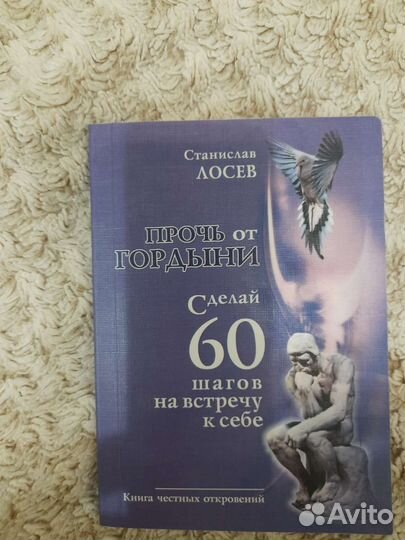 Станислав
ЛОСЕВ
ПРОЧЬ от
ГОРДЫНИ
Сделай
60
шагов
на встречу
к себе
Книга честных откровений
Avito